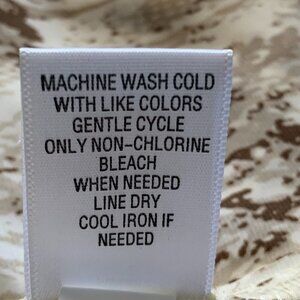 MACHINE WASH COLD
WITH LIKE COLORS
GENTLE CYCLE
ONLY NON-CHLORINE
BLEACH
WHEN NEEDED
LINE DRY
COOL IRON IF
NEEDED